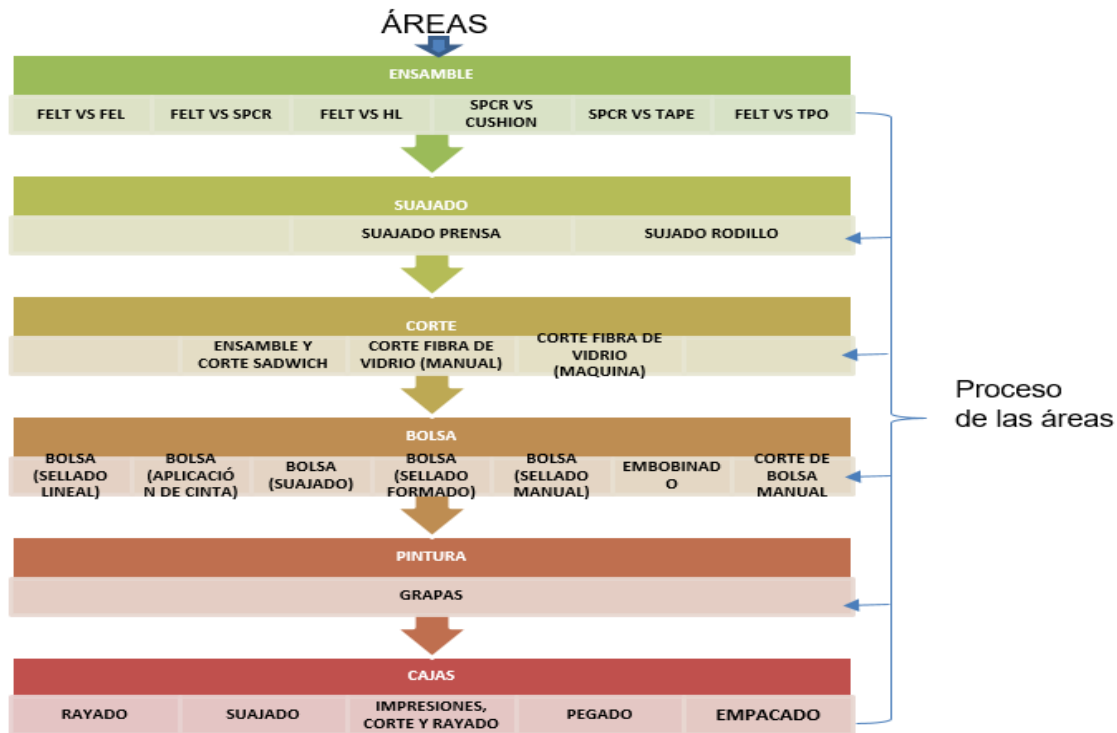 ÁREAS
ENSAMBLE
FELT VS FEL
FELT VS SPCR
FELT VS HL
SPCR VS
CUSHION
SPCR VS TAPE
FELT VS TPO
SUAJADO
SUAJADO PRENSA
SUJADO RODILLO
CORTE
ENSAMBLE Y
CORTE SADWICH
CORTE FIBRA DE
VIDRIO (MANUAL)
CORTE FIBRA DE
VIDRIO
(MAQUINA)
BOLSA
BOLSA
(SELLADO
LINEAL)
BOLSA
(APLICACIÓ
N DE CINTA)
BOLSA
(SUAJADO)
BOLSA
(SELLADO
FORMADO)
BOLSA
(SELLADO
MANUAL)
EMBOBINAD
O
CORTE DE
BOLSA
MANUAL
PINTURA
GRAPAS
CAJAS
RAYADO
SUAJADO
IMPRESIONES,
CORTE Y RAYADO
PEGADO
EMPACADO
Proceso
de las áreas